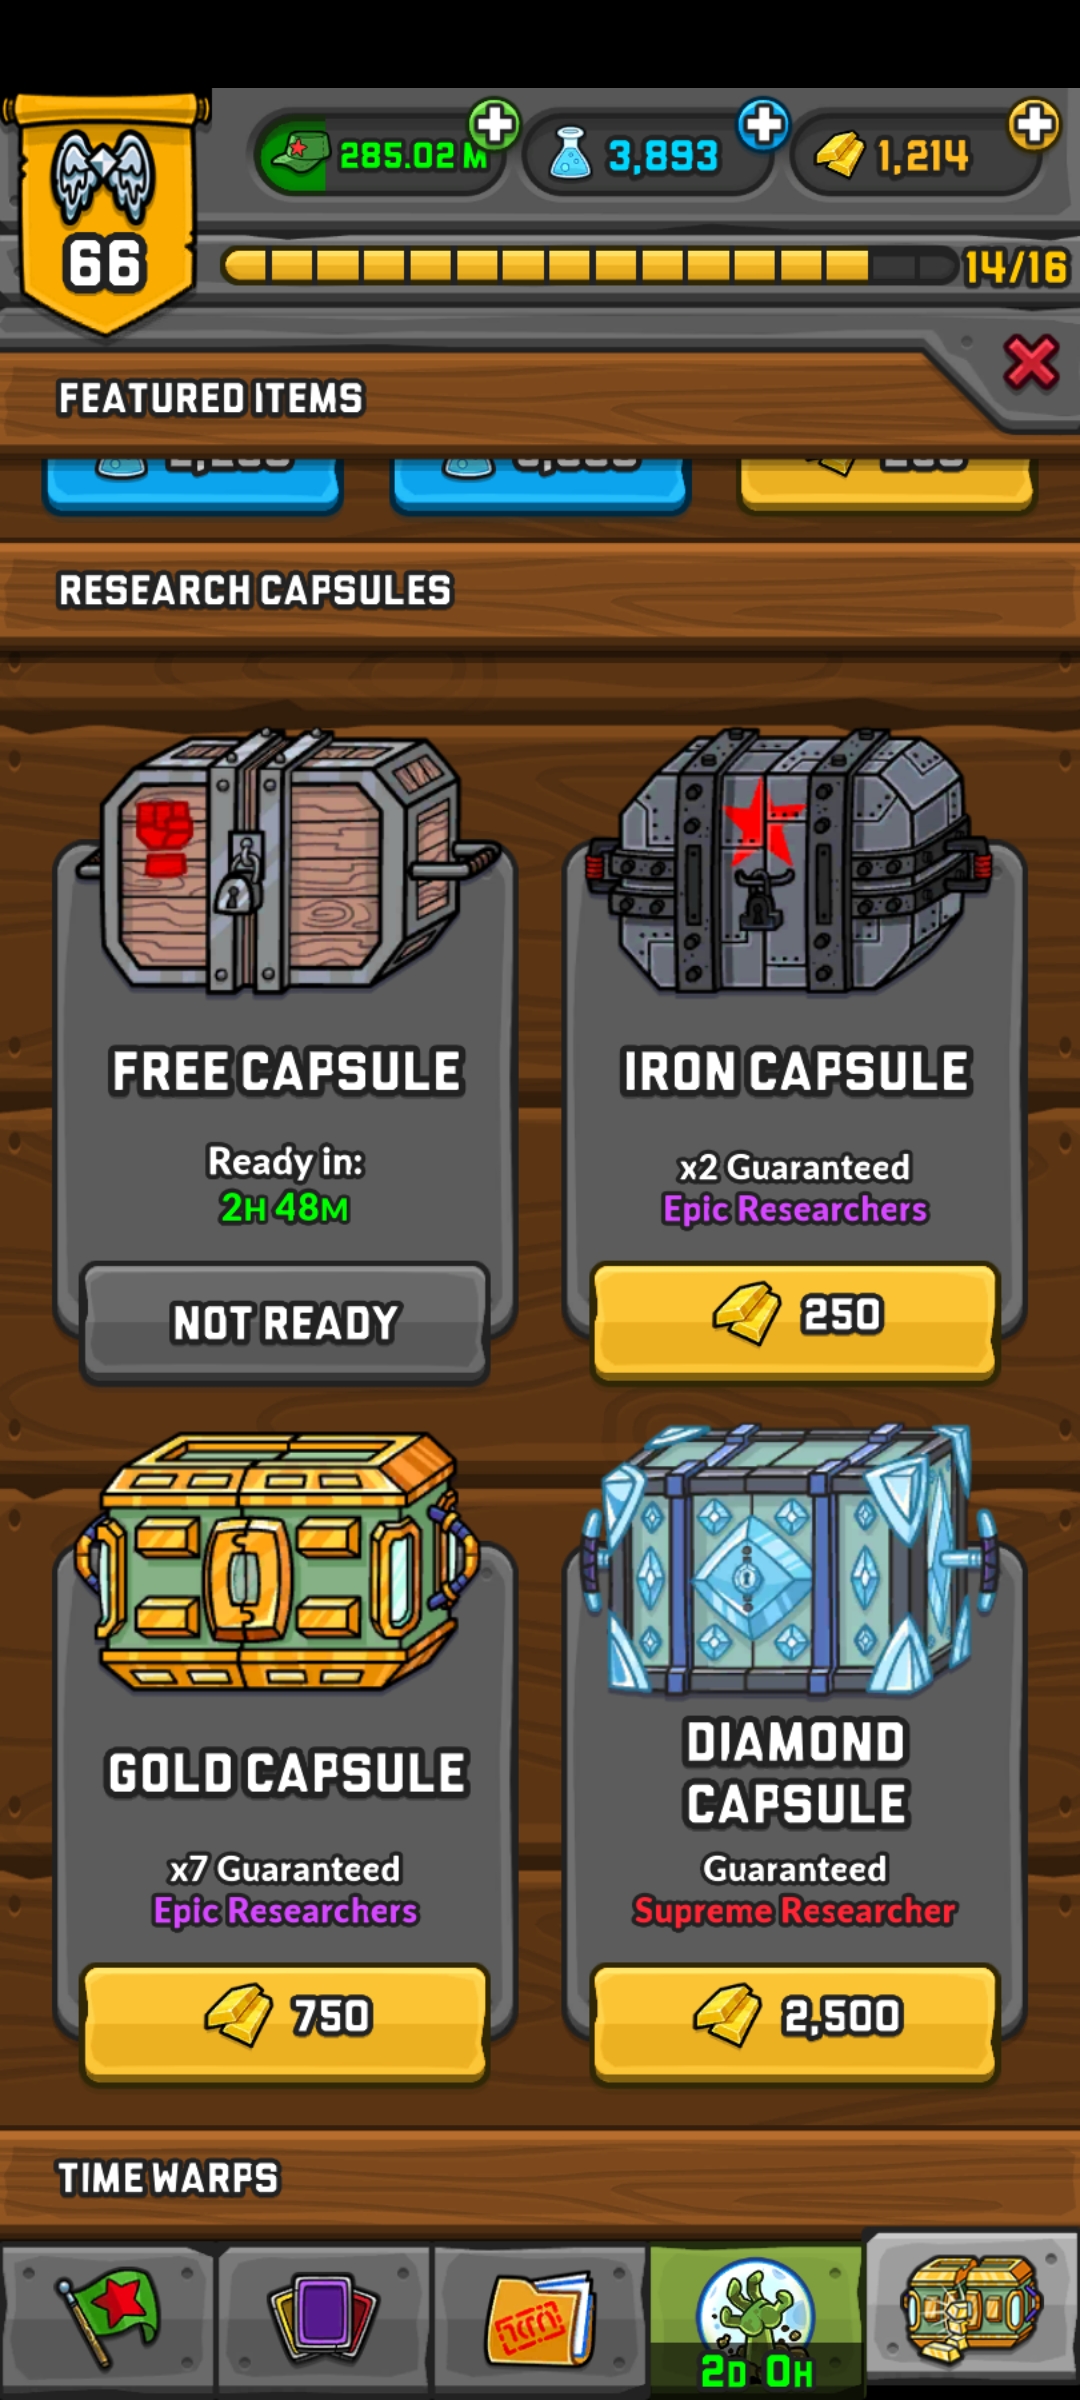 285.02 M
3,893
1,214
66
14/16
FEATURED ITEMS
RESEARCH CAPSULES
FREE CAPSULE
Ready in:
2H 48M
NOT READY
IRON CAPSULE
x2 Guaranteed
Epic Researchers
250
GOLD CAPSULE
x7 Guaranteed
Epic Researchers
750
DIAMOND
CAPSULE
Guaranteed
Supreme Researcher
2,500
TIME WARPS
2D 0H